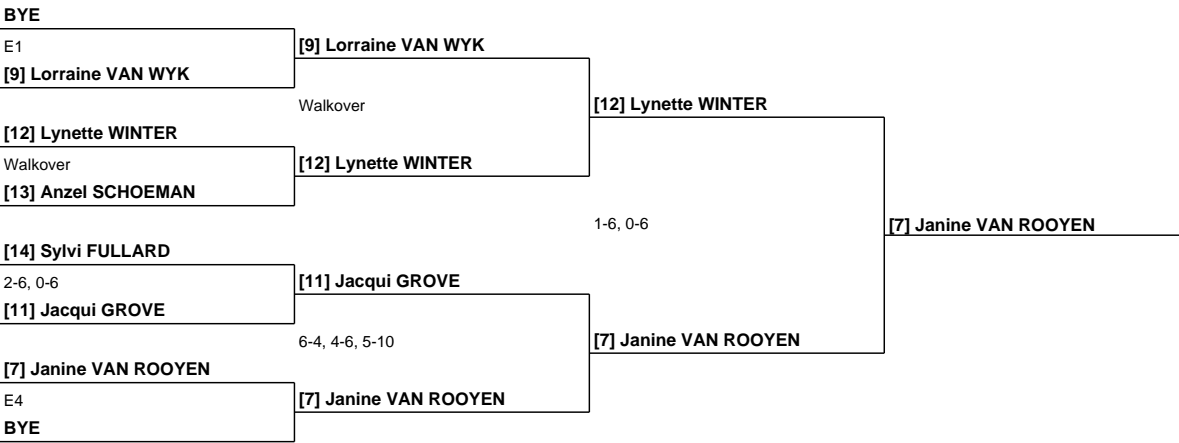 BYE
E1
[9] Lorraine VAN WYK
[9] Lorraine VAN WYK
Walkover
[12] Lynette WINTER
[12] Lynette WINTER
Walkover
[12] Lynette WINTER
[13] Anzel SCHOEMAN
1-6, 0-6
[7] Janine VAN ROOYEN
[14] Sylvi FULLARD
2-6, 0-6
[11] Jacqui GROVE
[11] Jacqui GROVE
6-4, 4-6, 5-10
[7] Janine VAN ROOYEN
[7] Janine VAN ROOYEN
E4
[7] Janine VAN ROOYEN
BYE